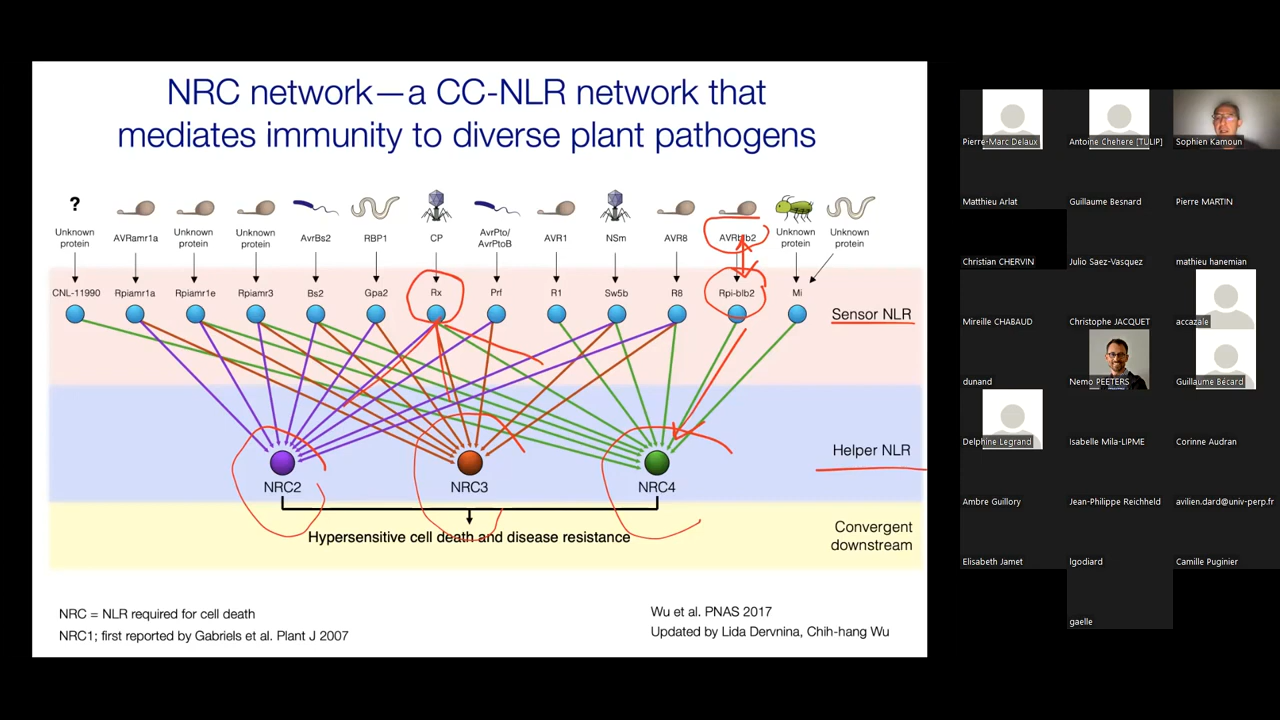 NRC network—a CC-NLR network that
mediates immunity to diverse plant pathogens
?
Unknown protein AVRamr1a Unknown protein Unknown protein AvrBs2 RBP1 CP AvrPto/AvrPtoB AVR1 NSm AVR8 AVRblb2 Unknown protein Unknown protein
CNL-11990 Rpiamr1a Rpiamr1e Rpiamr3 Bs2 Gpa2 Rx Prf R1 Sw5b R8 Rpi-blb2 Mi
Sensor NLR
Helper NLR
NRC2 NRC3 NRC4
Hypersensitive cell death and disease resistance
Convergent
downstream
NRC = NLR required for cell death
NRC1; first reported by Gabriels et al. Plant J 2007
Wu et al. PNAS 2017
Updated by Lida Dervnina, Chih-hang Wu
Pierre-Marc Delaux Antoine Chehere [TULIP] Sophien Kamoun
Matthieu Arlat Guillaume Besnard Pierre MARTIN
Christian CHERVIN Julio Saez-Vasquez mathieu hanemian
Mireille CHABAUD Christophe JACQUET accazale
dunand Nemo PEETERS Guillaume Bécard
Delphine Legrand Isabelle Mila-LIPME Corinne Audran
Ambre Guillory Jean-Philippe Reichheld avilien.dard@univ-perp.fr
Elisabeth Jamet lgodiard Camille Puginier
gaelle